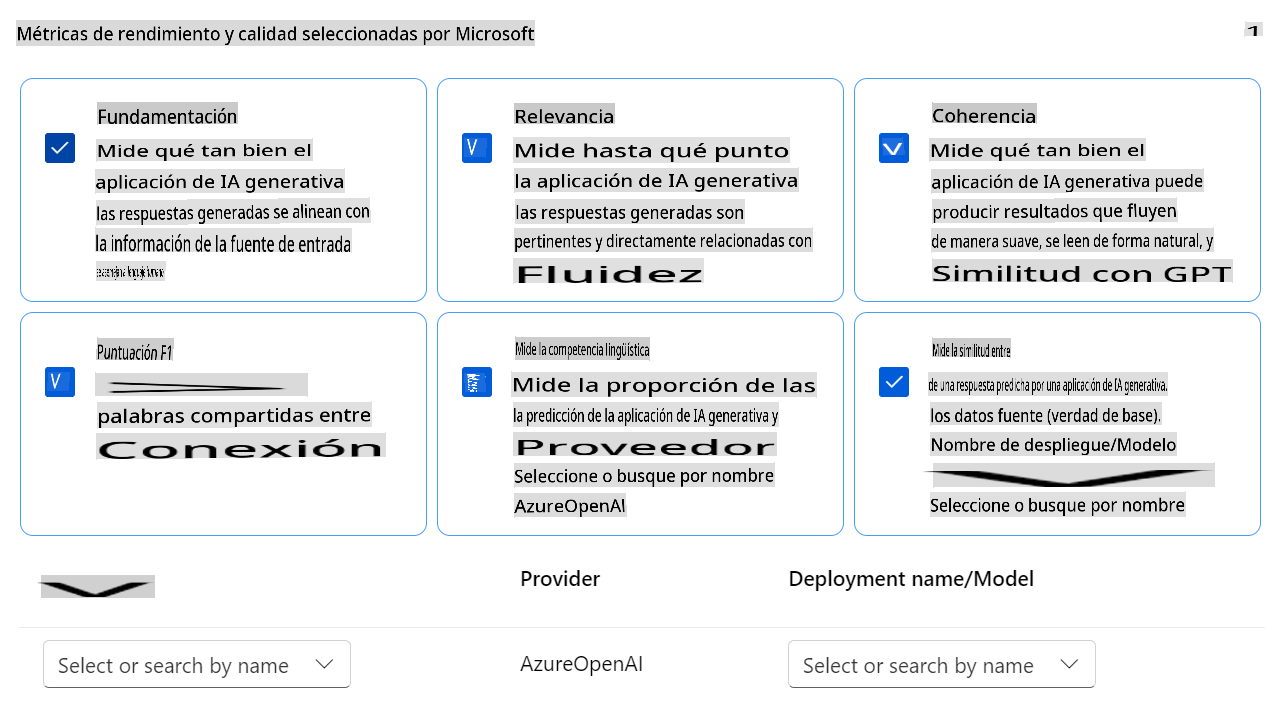 Métricas de rendimiento y calidad seleccionadas por Microsoft
1
Fundamentación
Mide qué tan bien el
aplicación de IA generativa
las respuestas generadas se alinean con
la información de la fuente de entrada
Relevancia
Mide hasta qué punto
la aplicación de IA generativa
las respuestas generadas son
pertinentes y directamente relacionadas con
Fluidez
Coherencia
Mide qué tan bien el
aplicación de IA generativa puede
producir resultados que fluyen
de manera suave, se leen de forma natural, y
Similitud con GPT
V
Puntuación F1
palabras compartidas entre
Conexión
Mide la competencia lingüística
Mide la proporción de las
la predicción de la aplicación de IA generativa y
Proveedor
Seleccione o busque por nombre
AzureOpenAI
Mide la similitud entre
de una respuesta predicha por una aplicación de IA generativa.
los datos fuente (verdad de base).
Nombre de despliegue/Modelo
Seleccione o busque por nombre
Provider
Deployment name/Model
Select or search by name
AzureOpenAI
Select or search by name